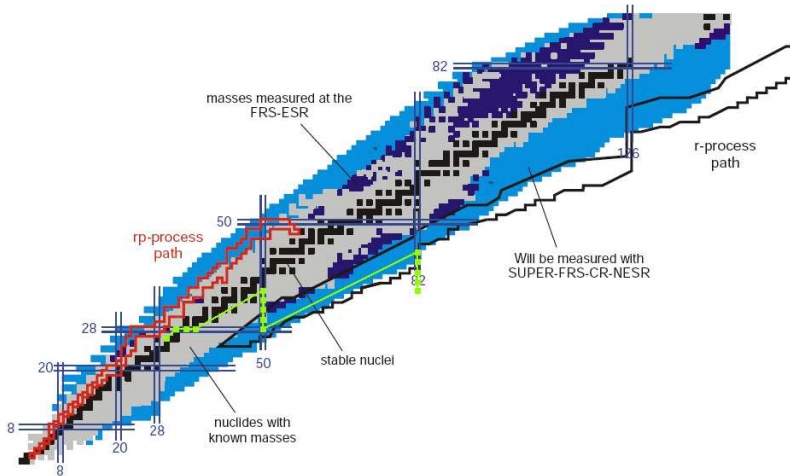 82
masses measured at the
FRS-ESR
126
r-process
path
50
rp-process
path
Will be measured with
SUPER-FRS-CR-NESR
82
28
stable nuclei
50
20
nuclides with
known masses
28
20
8
8